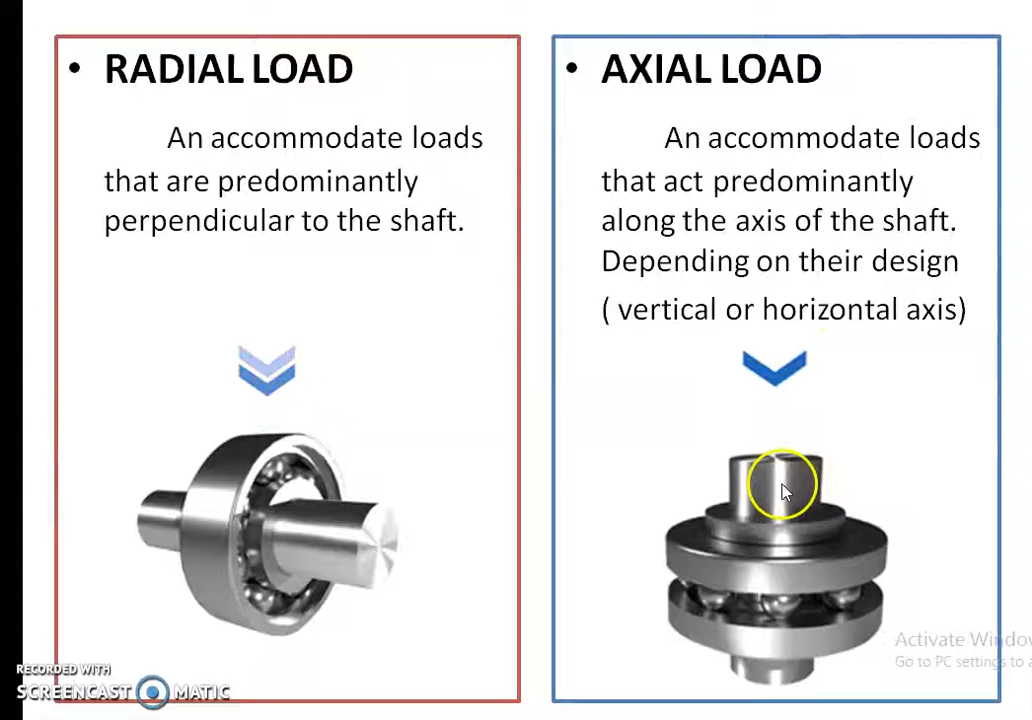 • RADIAL LOAD
An accommodate loads
that are predominantly
perpendicular to the shaft.
• AXIAL LOAD
An accommodate loads
that act predominantly
along the axis of the shaft.
Depending on their design
( vertical or horizontal axis)
Activate Windo
Go to PC settings to a
RECORDED WITH
SCREENCAST MATIC